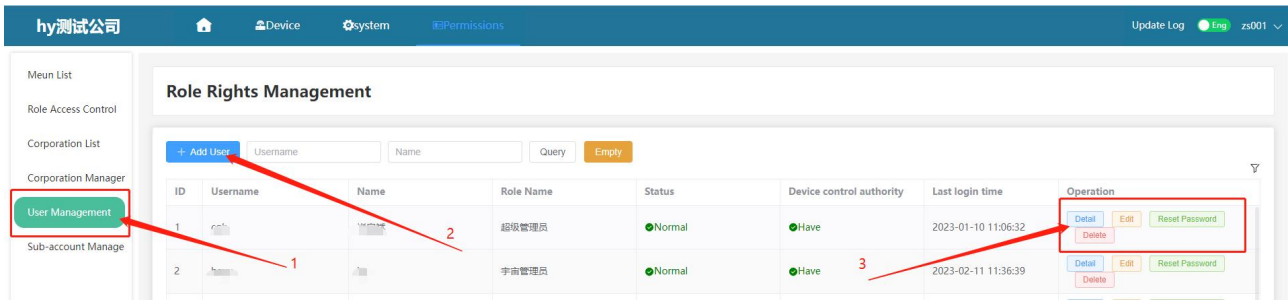 hy测试公司 Device system Permissions Update Log Eng zs001
Meun List
Role Access Control
Corporation List
Corporation Manager
User Management
Sub-account Manage
Role Rights Management
+ Add User Username Name Query Empty
ID Username Name Role Name Status Device control authority Last login time Operation
1 超级管理员 Normal Have 2023-01-10 11:06:32 Detail Edit Reset Password
Delete
2 宇宙管理员 Normal Have 2023-02-11 11:36:39 Detail Edit Reset Password
Delete
1
2
3